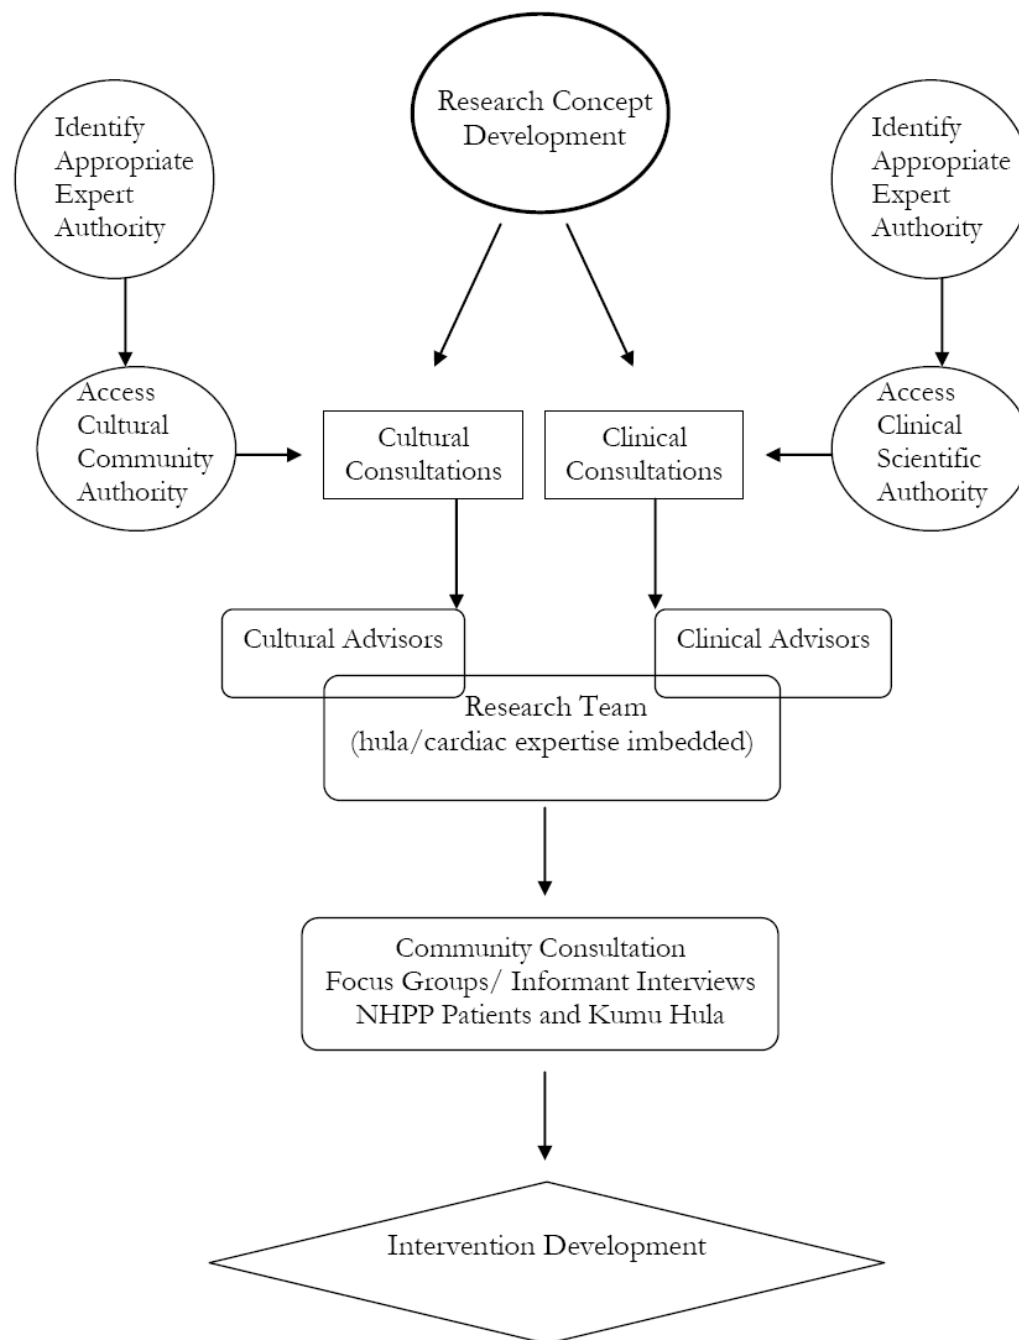 Research Concept
Development
Identify
Appropriate
Expert
Authority
Identify
Appropriate
Expert
Authority
Access
Cultural
Community
Authority
Cultural
Consultations
Clinical
Consultations
Access
Clinical
Scientific
Authority
Cultural Advisors
Clinical Advisors
Research Team
(hula/cardiac expertise imbedded)
Community Consultation
Focus Groups/ Informant Interviews
NHPP Patients and Kumu Hula
Intervention Development